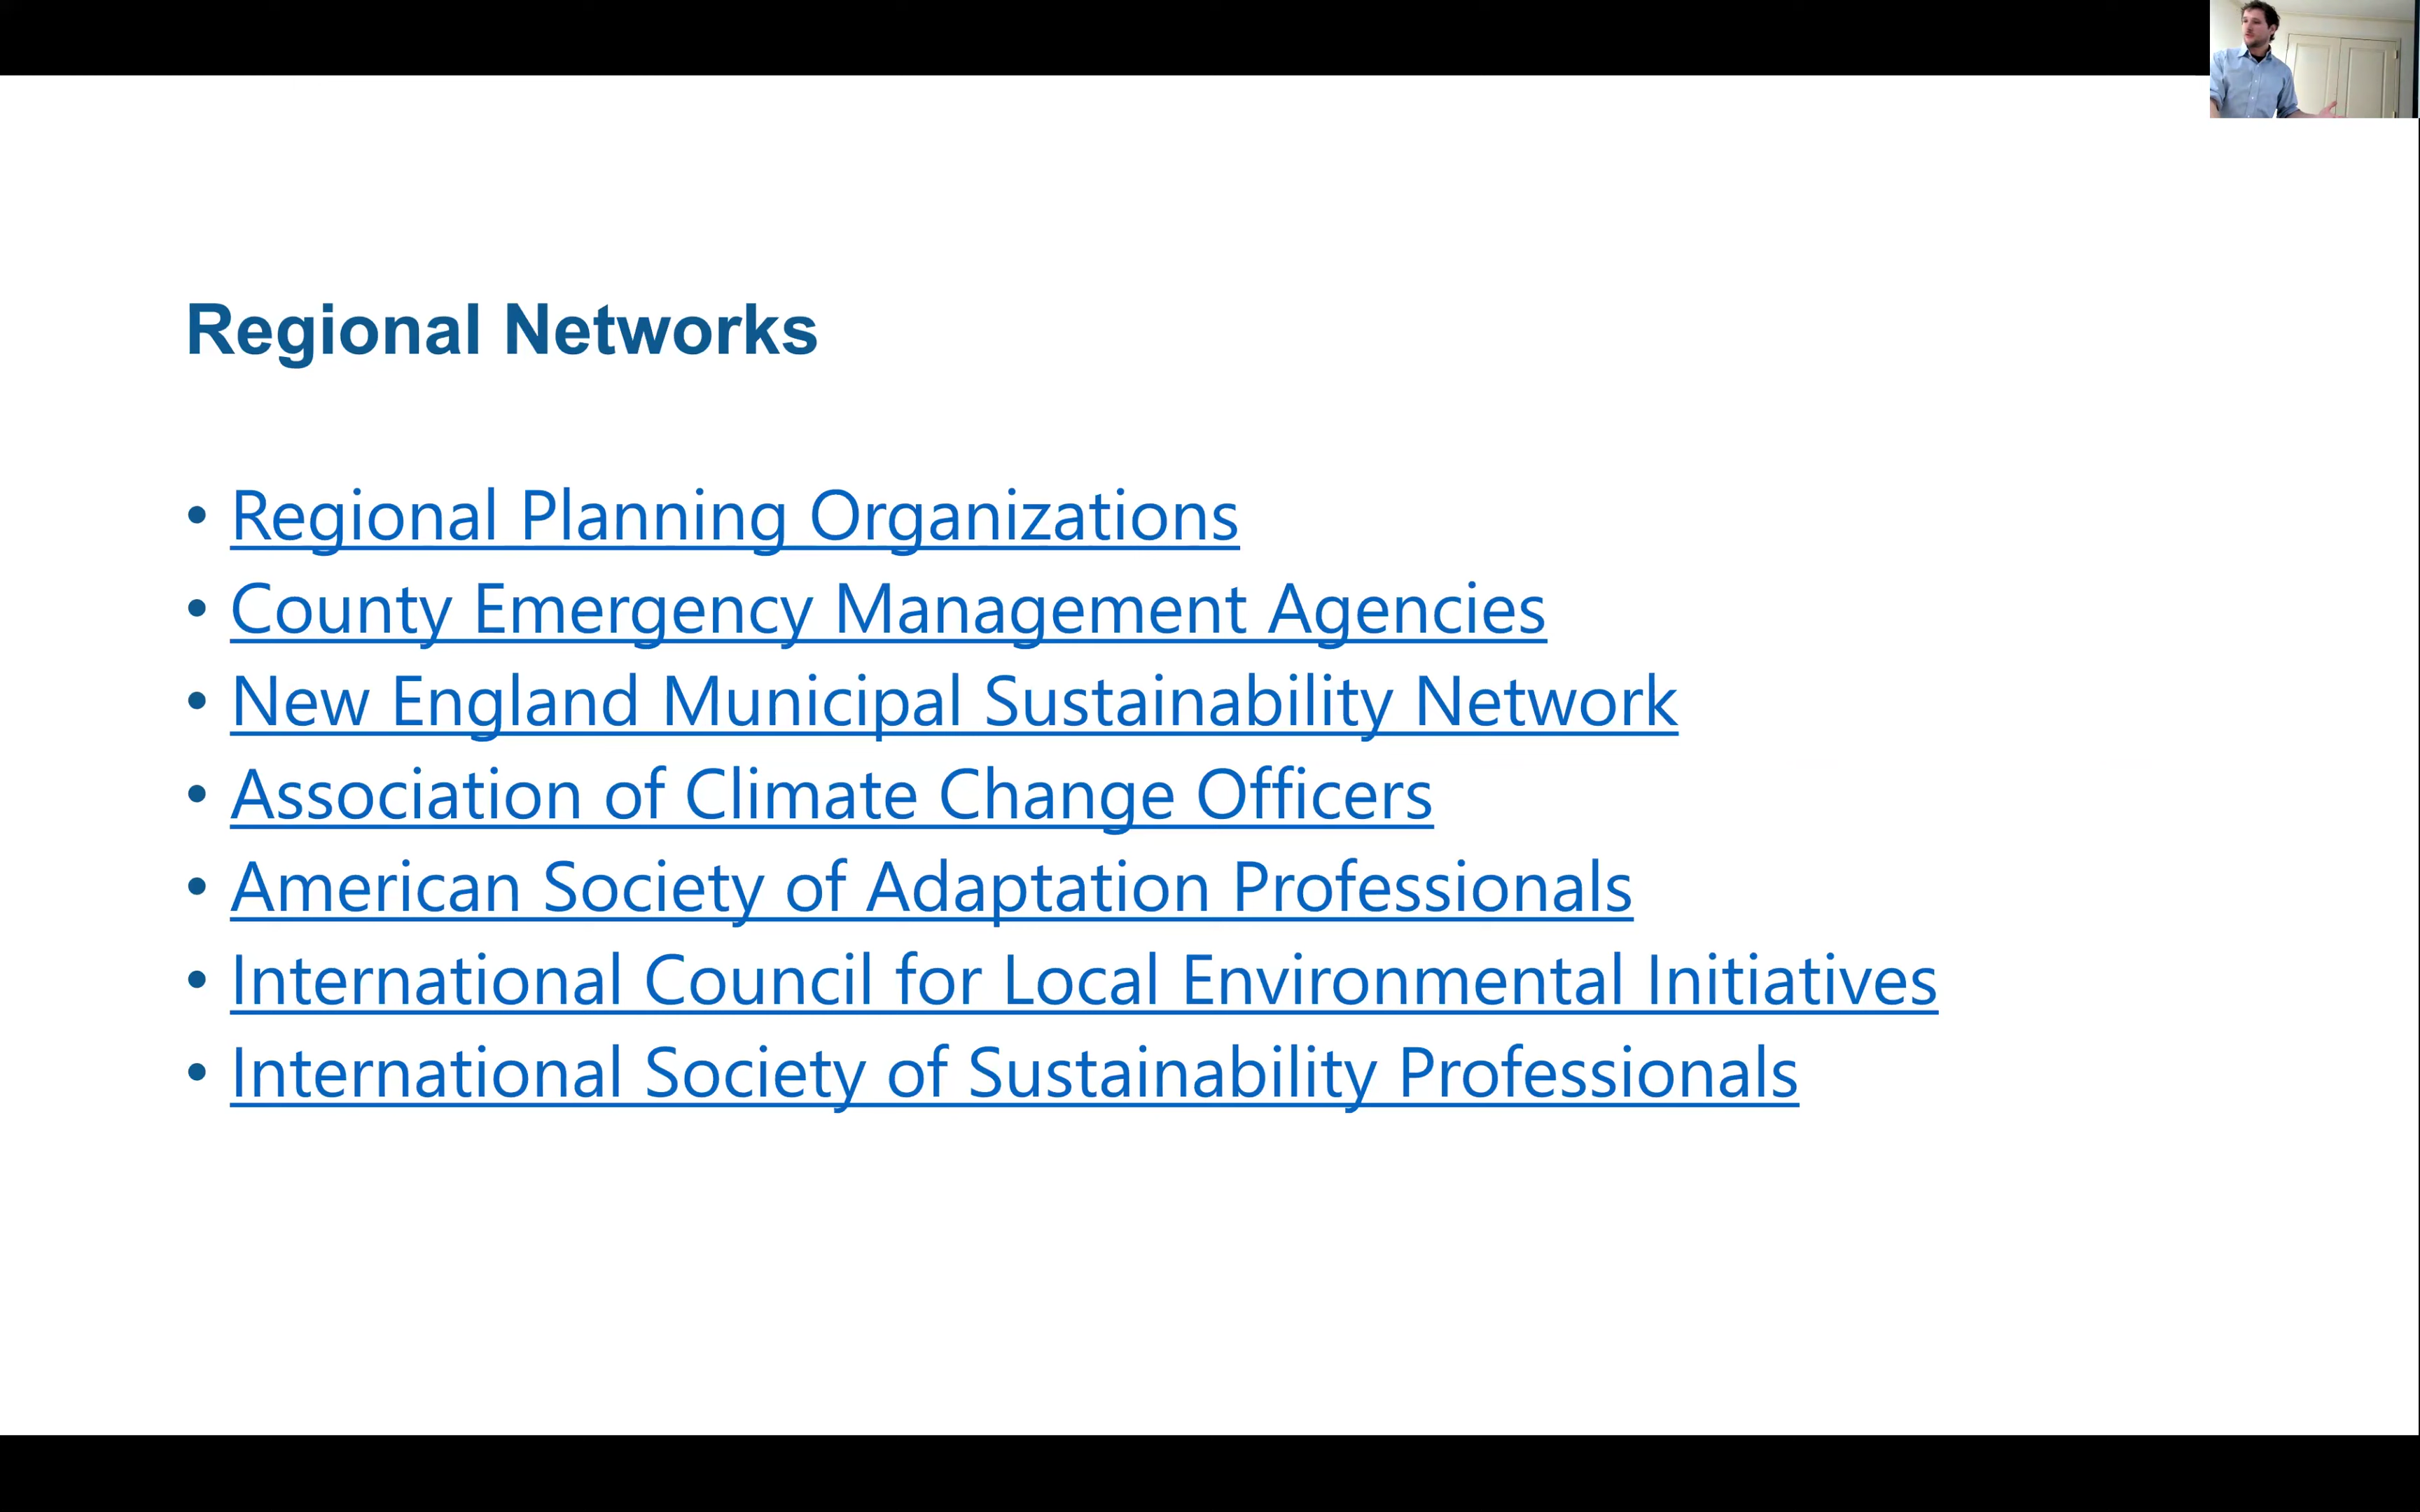 Regional Networks
• Regional Planning Organizations
• County Emergency Management Agencies
• New England Municipal Sustainability Network
• Association of Climate Change Officers
• American Society of Adaptation Professionals
• International Council for Local Environmental Initiatives
• International Society of Sustainability Professionals